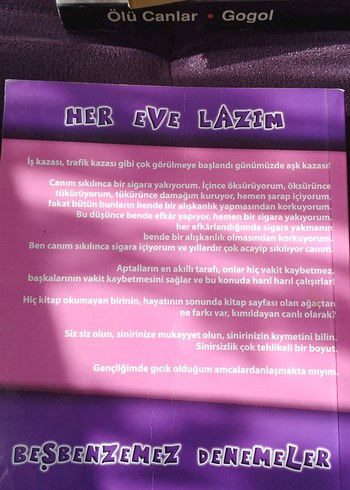 Ölü Canlar • Gogol
HER EVE LAZIM
İş kazası, trafik kazası gibi çok görülmeye başlandı günümüzde aşk kazası!
Canım sıkılınca bir sigara yakıyorum. İçince öksürüyorum, öksürünce
tükürüyorum, tükürünce damağım kuruyor, hemen şarap içiyorum,
fakat bütün bunların bende bir alışkanlık yapmasından korkuyorum.
Bu düşünce bende efkâr yapıyor, hemen bir sigara yakıyorum,
her efkârlandığımda sigara yakmanın
bende bir alışkanlık olmasından korkuyorum.
Ben canım sıkılınca sigara içiyorum ve yıllardır çok acayip sıkılıyor canım.
Aptalların en akıllı tarafı, onlar hiç vakit kaybetmez,
başkalarının vakit kaybetmesini sağlar ve bu konuda harıl harıl çalışırlar!
Hiç kitap okumayan birinin, hayatının sonunda kitap sayfası olan ağaçtan
ne farkı var, kımıldayan canlı olarak?
Siz siz olun, sinirinize mukayyet olun, sinirinizin kıymetini bilin.
Sinirsizlik çok tehlikeli bir boyut.
Gençliğimde gıcık olduğum amcalardanlaşmakta mıyım.
BEŞBENZEMEZ DENEMELER